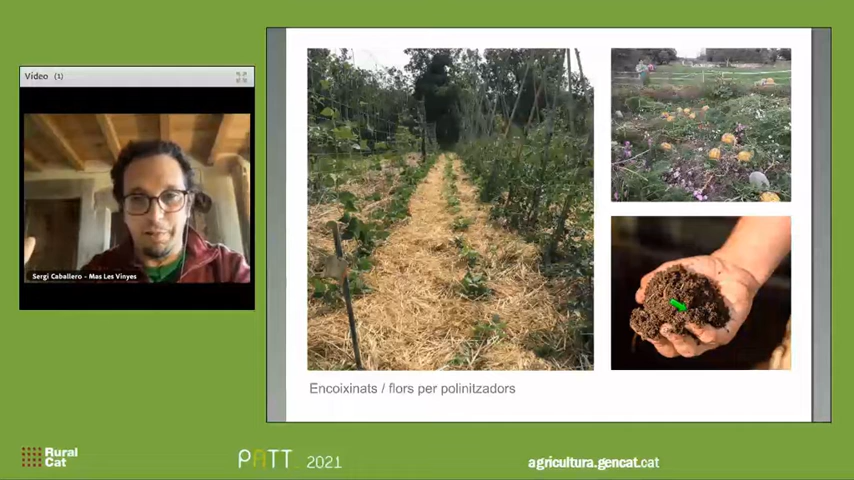 Vídeo (1)
Sergi Caballero - Mas Les Vinyes
Encoixinats / flors per polinitzadors
Rural
Cat
PATT 2021
agricultura.gencat.cat